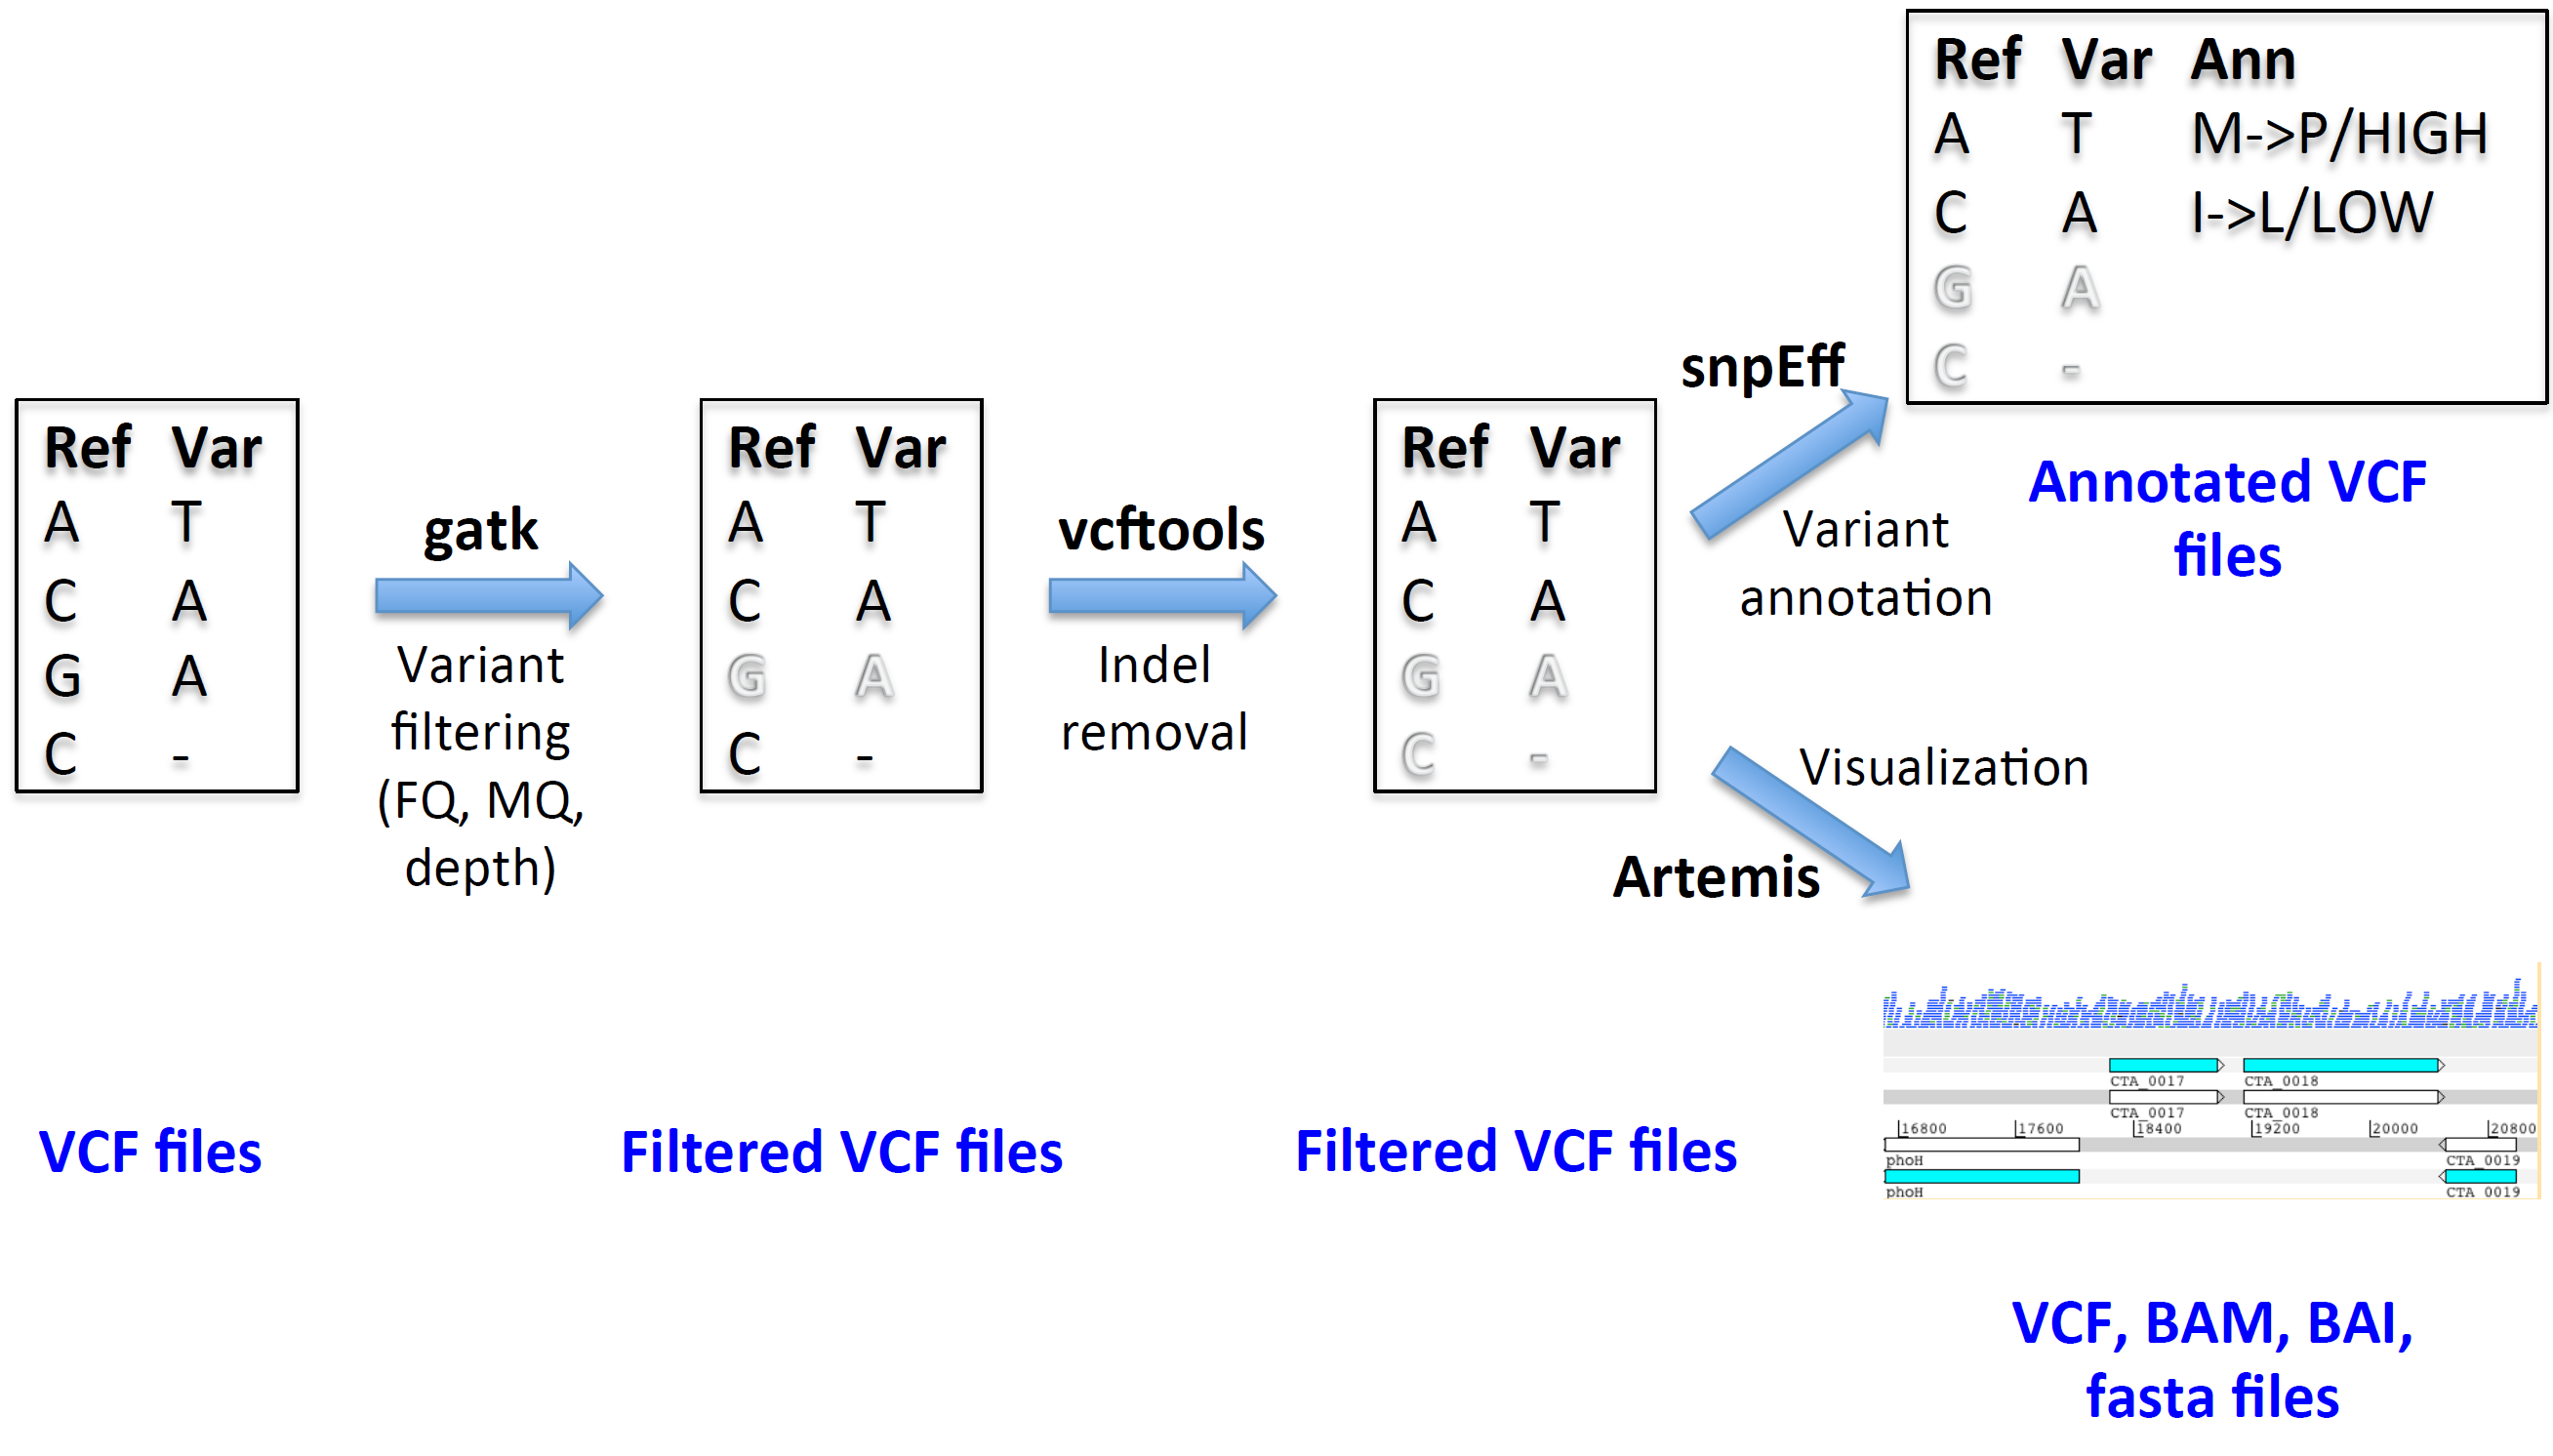 Ref Var
A T
C A
G A
C -
VCF files
gatk
Variant
filtering
(FQ, MQ,
depth)
Ref Var
A T
C A
G A
C -
Filtered VCF files
vcftools
Indel
removal
Ref Var
A T
C A
G A
C -
Filtered VCF files
snpEff
Variant
annotation
Ref Var Ann
A T M->P/HIGH
C A I->L/LOW
G A
C -
Annotated VCF
files
Visualization
Artemis
CTA_0017 CTA_0018
CTA_0017 CTA_0018
16800 17600 18400 19200 20000 20800
phoH CTA_0019
phoH CTA 0019
VCF, BAM, BAI,
fasta files